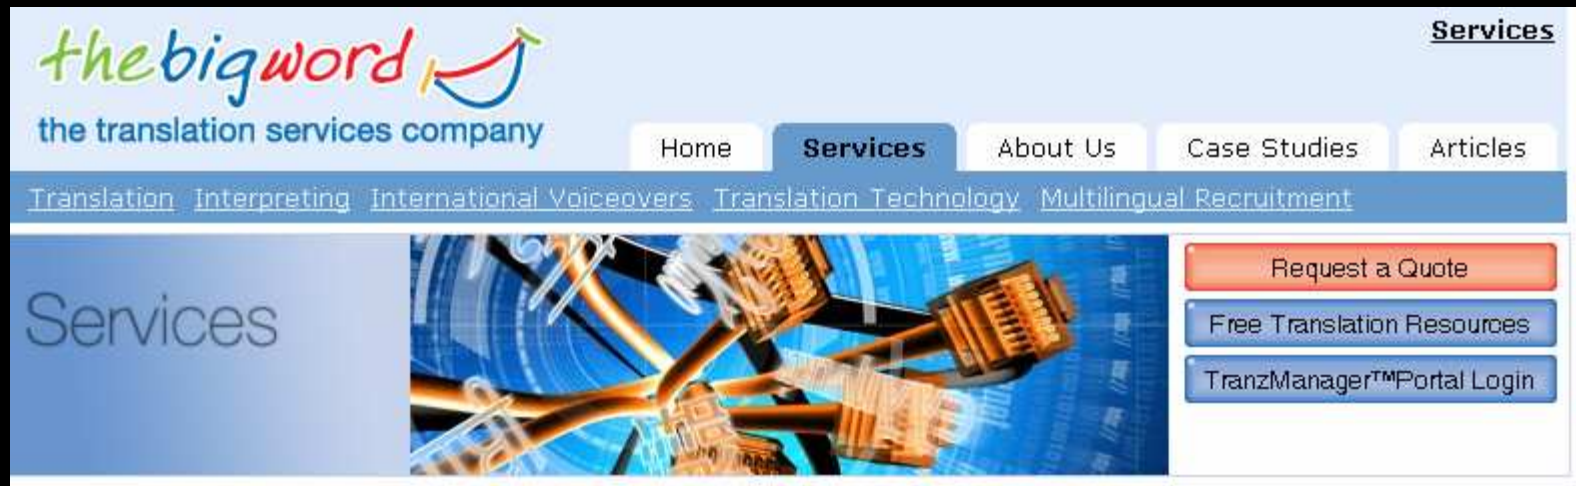 thebigword
the translation services company
Services
Home Services About Us Case Studies Articles
Translation Interpreting International Voiceovers Translation Technology Multilingual Recruitment
Services
Request a Quote
Free Translation Resources
TranzManager™Portal Login